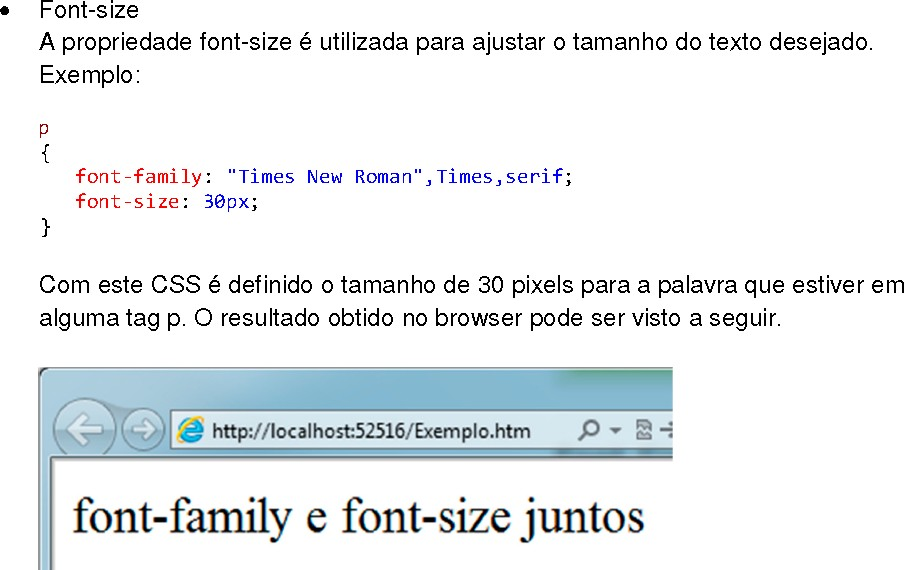 • Font-size
A propriedade font-size é utilizada para ajustar o tamanho do texto desejado.
Exemplo:
p
{
font-family: "Times New Roman",Times,serif;
font-size: 30px;
}
Com este CSS é definido o tamanho de 30 pixels para a palavra que estiver em
alguma tag p. O resultado obtido no browser pode ser visto a seguir.
http://localhost:52516/Exemplo.htm
font-family e font-size juntos